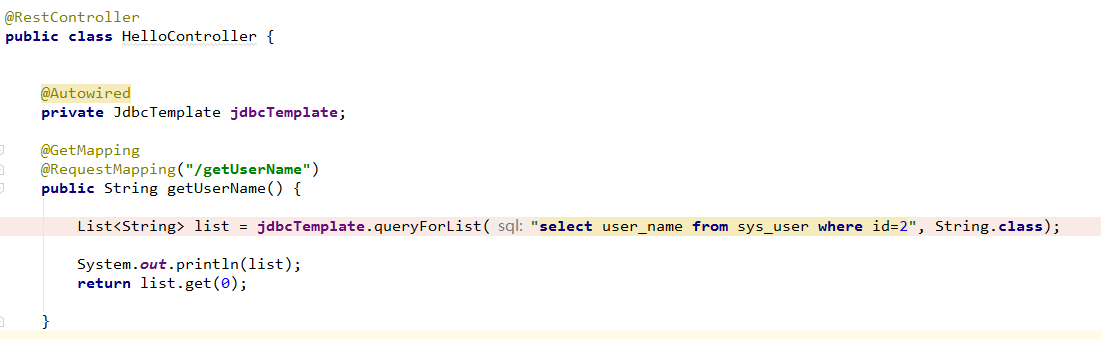 @RestController
public class HelloController {
@Autowired
private JdbcTemplate jdbcTemplate;
@GetMapping
@RequestMapping("/getUserName")
public String getUserName() {
List<String> list = jdbcTemplate.queryForList( sql: "select user_name from sys_user where id=2", String.class);
System.out.println(list);
return list.get(0);
}